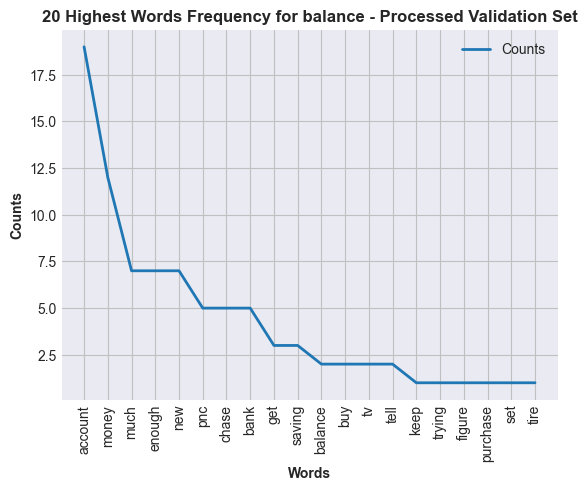 20 Highest Words Frequency for balance - Processed Validation Set
Counts
17.5
15.0
12.5
10.0
7.5
5.0
2.5
Counts
account
money
much
enough
new
pnc
chase
bank
get
saving
balance
buy
tv
tell
keep
trying
figure
purchase
set
tire
Words